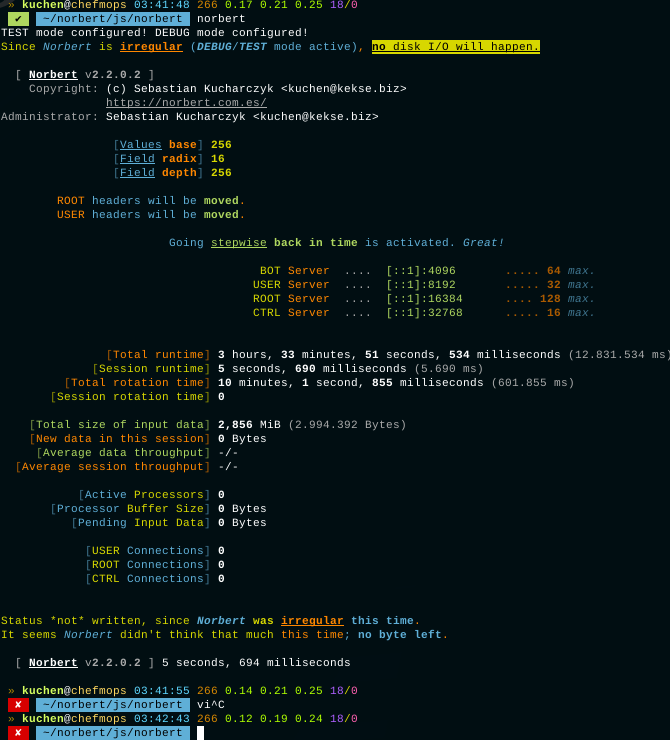 » kuchen@chefmops 03:41:48 266 0.17 0.21 0.25 18/0
✔ ~/norbert/js/norbert norbert
TEST mode configured! DEBUG mode configured!
Since Norbert is irregular (DEBUG/TEST mode active), no disk I/O will happen.
[ Norbert v2.2.0.2 ]
Copyright: (c) Sebastian Kucharczyk <kuchen@kekse.biz>
https://norbert.com.es/
Administrator: Sebastian Kucharczyk <kuchen@kekse.biz>
[Values base] 256
[Field radix] 16
[Field depth] 256
ROOT headers will be moved.
USER headers will be moved.
Going stepwise back in time is activated. Great!
BOT Server .... [::1]:4096 ..... 64 max.
USER Server .... [::1]:8192 ..... 32 max.
ROOT Server .... [::1]:16384 .... 128 max.
CTRL Server .... [::1]:32768 ..... 16 max.
[Total runtime] 3 hours, 33 minutes, 51 seconds, 534 milliseconds (12.831.534 ms)
[Session runtime] 5 seconds, 690 milliseconds (5.690 ms)
[Total rotation time] 10 minutes, 1 second, 855 milliseconds (601.855 ms)
[Session rotation time] 0
[Total size of input data] 2,856 MiB (2.994.392 Bytes)
[New data in this session] 0 Bytes
[Average data throughput] -/-
[Average session throughput] -/-
[Active Processors] 0
[Processor Buffer Size] 0 Bytes
[Pending Input Data] 0 Bytes
[USER Connections] 0
[ROOT Connections] 0
[CTRL Connections] 0
Status *not* written, since Norbert was irregular this time.
It seems Norbert didn't think that much this time; no byte left.
[ Norbert v2.2.0.2 ] 5 seconds, 694 milliseconds
» kuchen@chefmops 03:41:55 266 0.14 0.21 0.25 18/0
✘ ~/norbert/js/norbert vi^C
» kuchen@chefmops 03:42:43 266 0.12 0.19 0.24 18/0
✘ ~/norbert/js/norbert